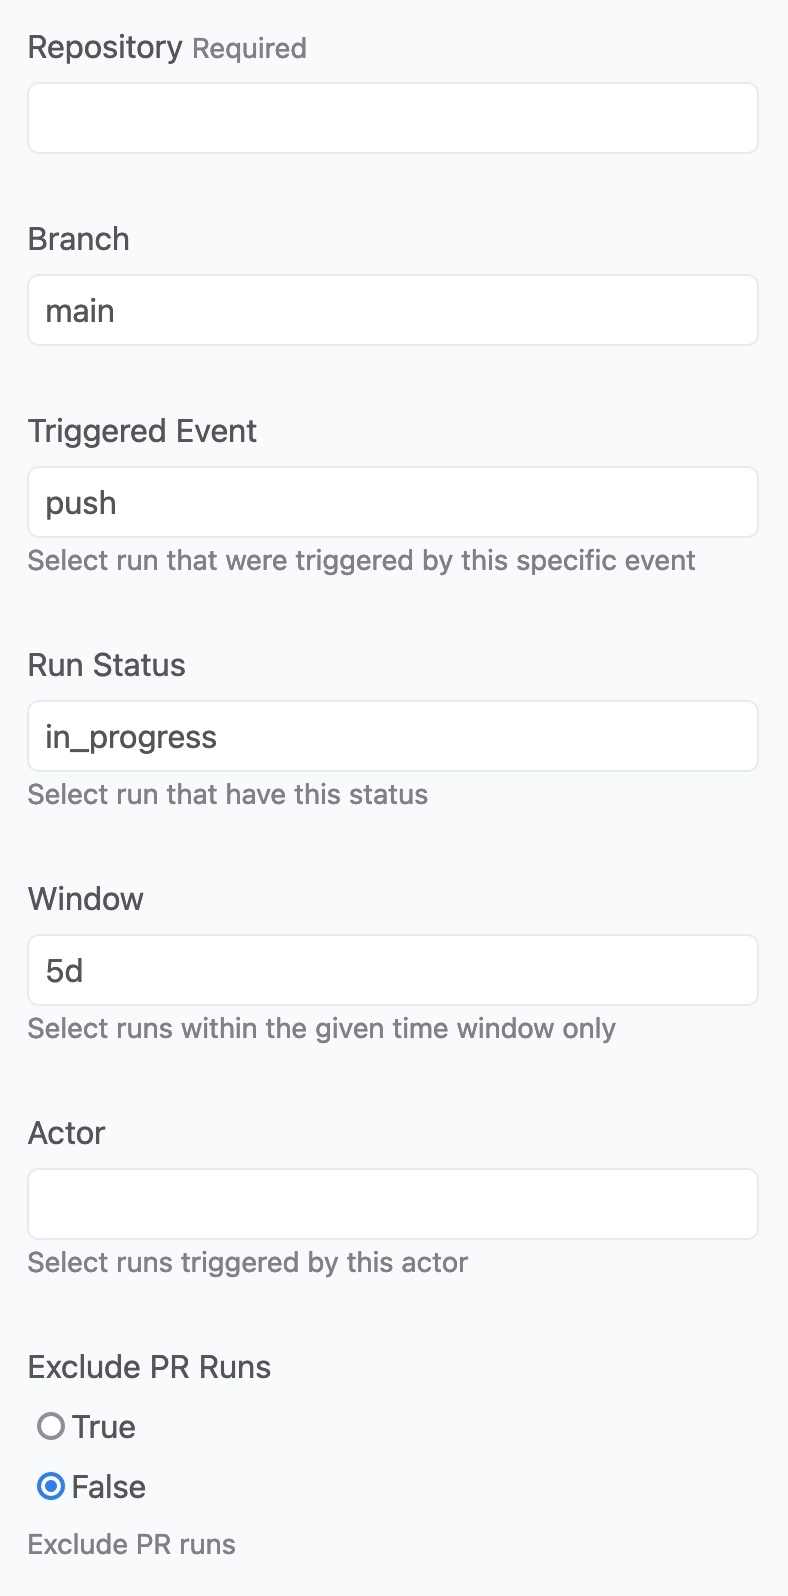 Repository Required
Branch
main
Triggered Event
push
Select run that were triggered by this specific event
Run Status
in_progress
Select run that have this status
Window
5d
Select runs within the given time window only
Actor
Select runs triggered by this actor
Exclude PR Runs
True
False
Exclude PR runs